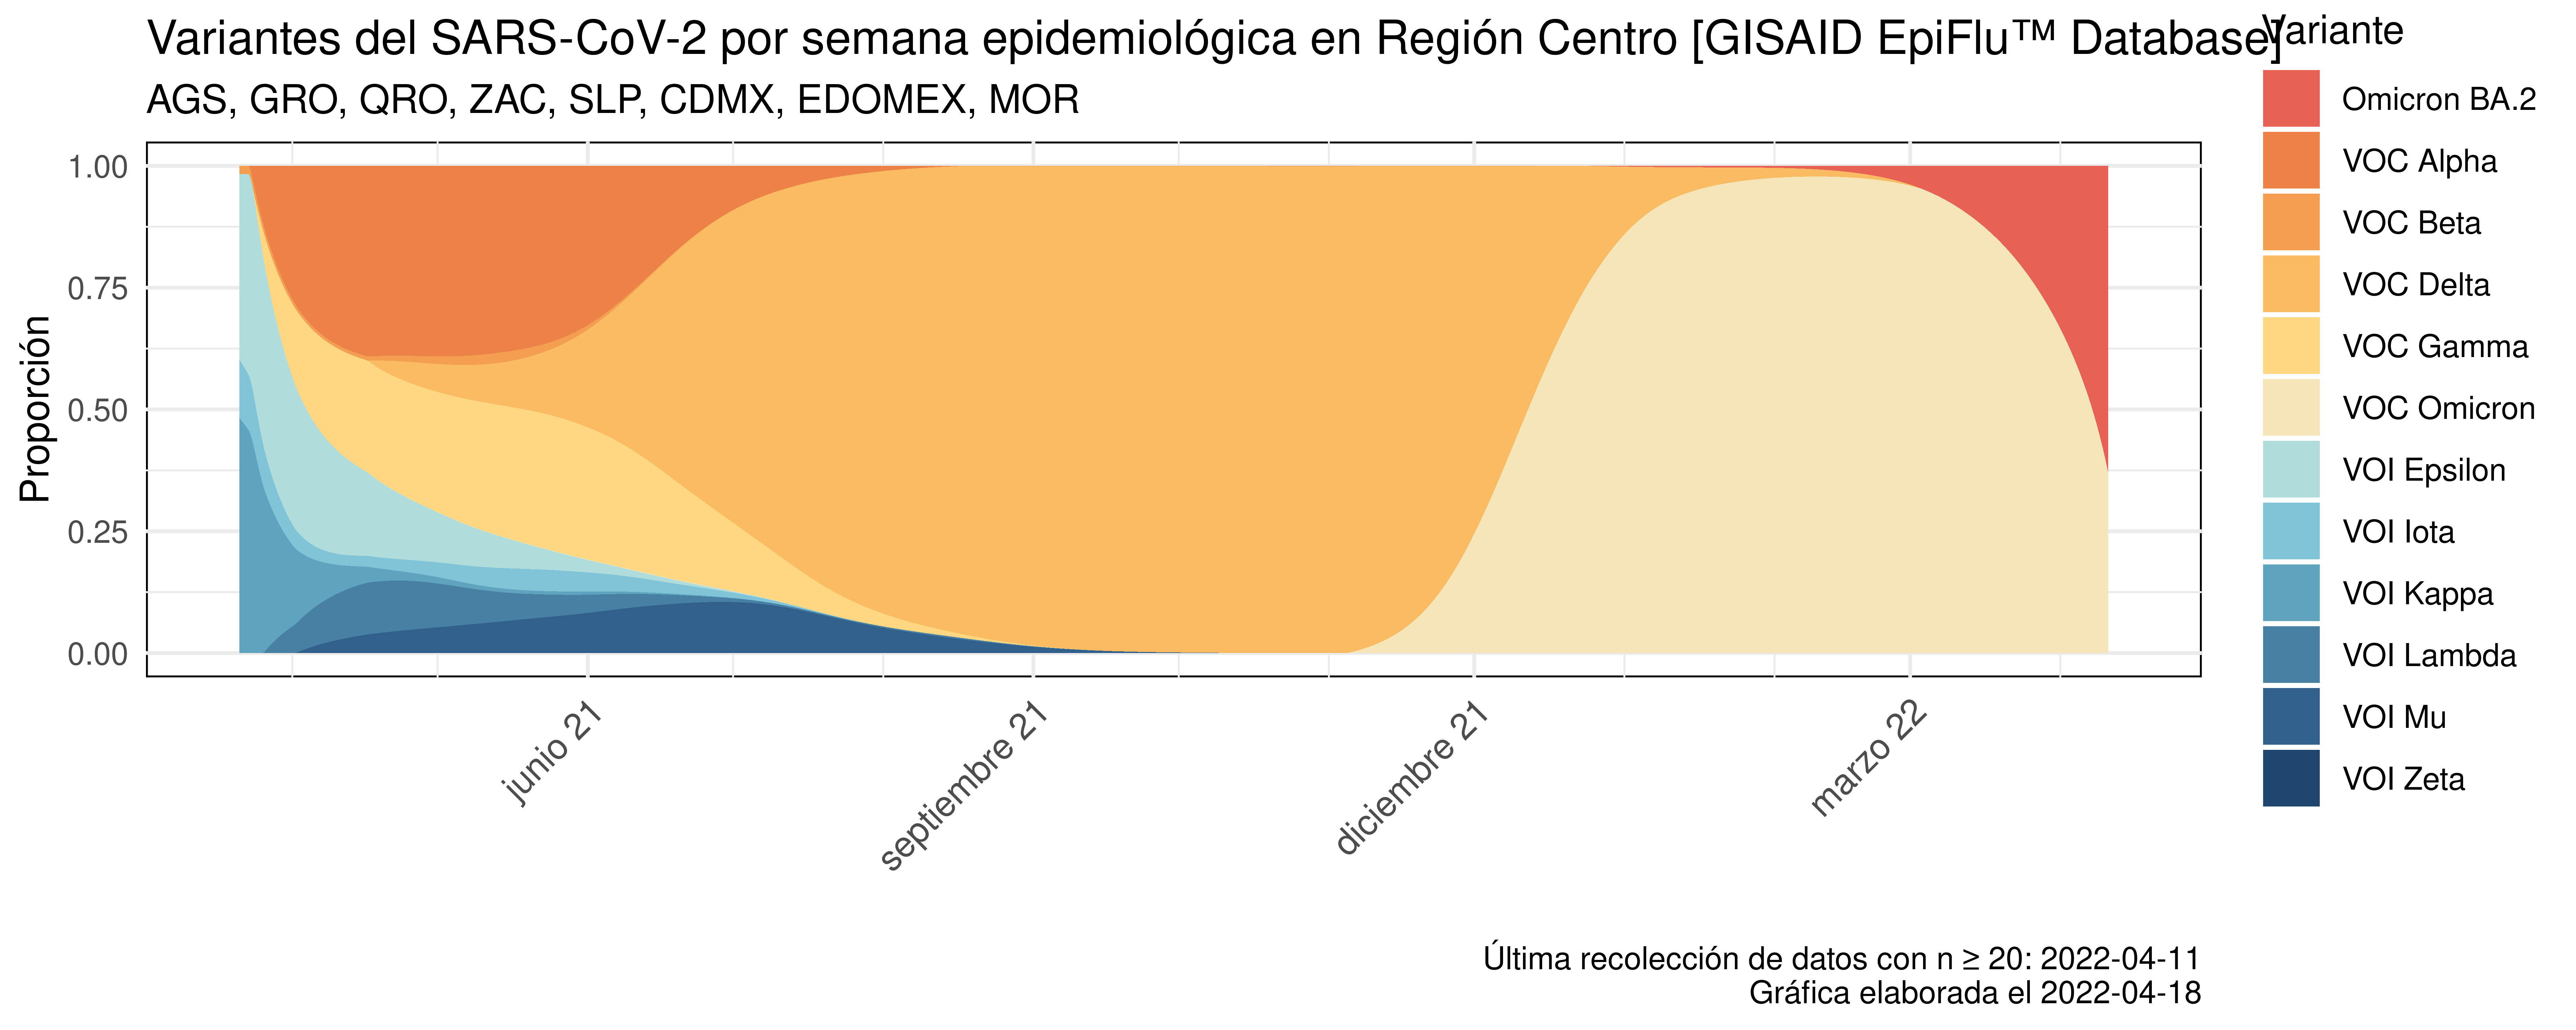 Variantes del SARS-CoV-2 por semana epidemiológica en Región Centro [GISAID EpiFlu™ Database]
AGS, GRO, QRO, ZAC, SLP, CDMX, EDOMEX, MOR
Proporción
1.00
0.75
0.50
0.25
0.00
junio 21
septiembre 21
diciembre 21
marzo 22
Variante
Omicron BA.2
VOC Alpha
VOC Beta
VOC Delta
VOC Gamma
VOC Omicron
VOI Epsilon
VOI Iota
VOI Kappa
VOI Lambda
VOI Mu
VOI Zeta
Última recolección de datos con n ≥ 20: 2022-04-11
Gráfica elaborada el 2022-04-18